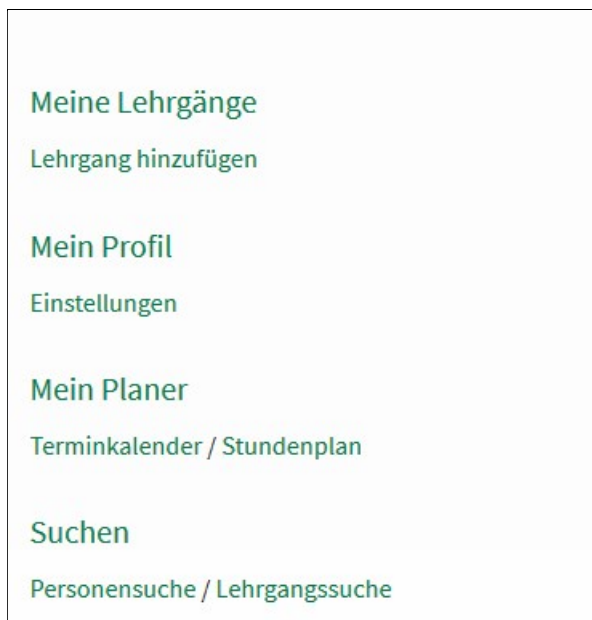 Meine Lehrgänge
Lehrgang hinzufügen
Mein Profil
Einstellungen
Mein Planer
Terminkalender / Stundenplan
Suchen
Personensuche / Lehrgangssuche